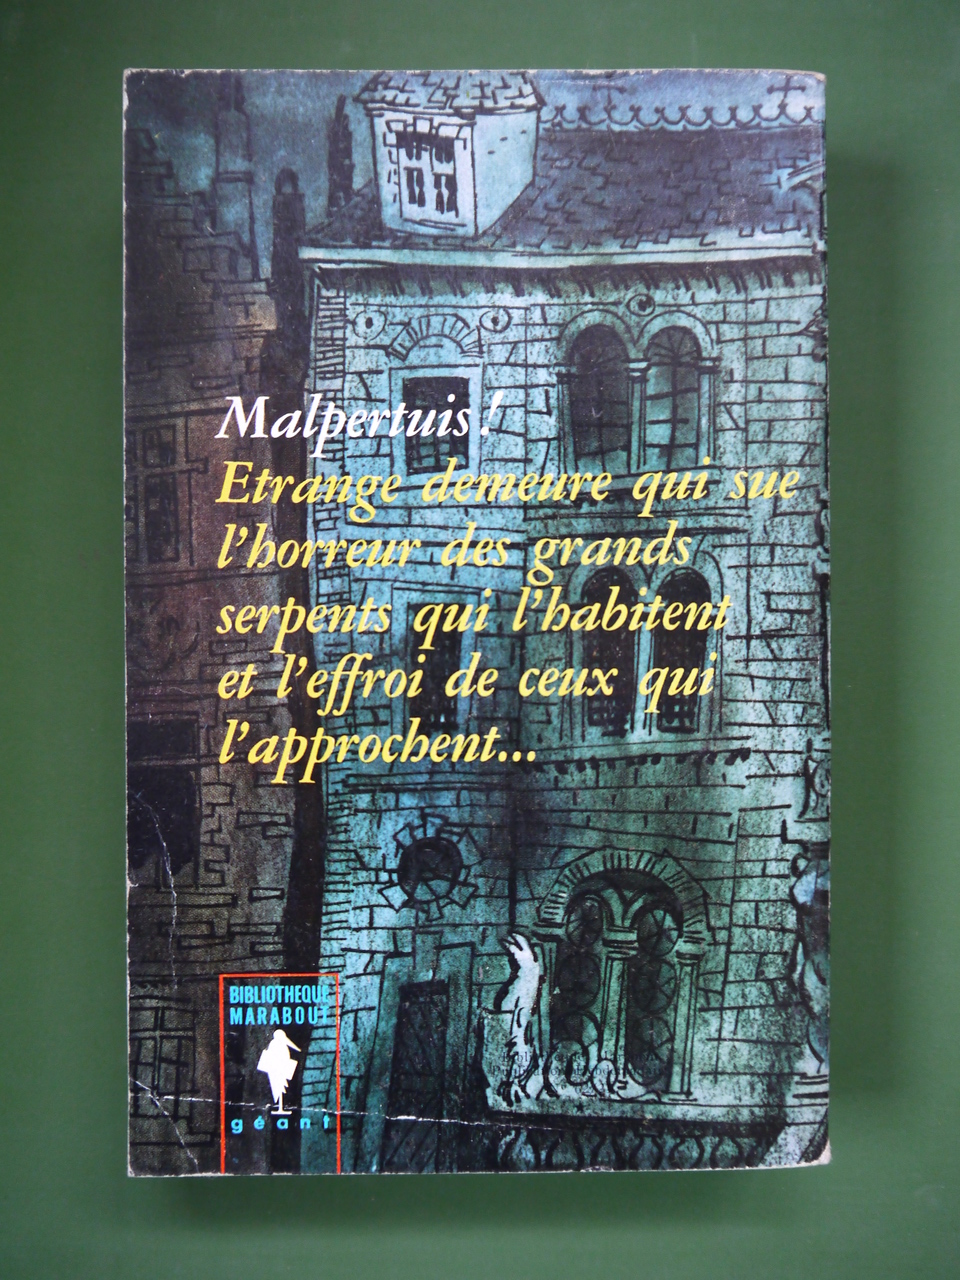 Malpertuis !
Etrange demeure qui sue
l'horreur des grands
serpents qui l'habitent
et l'effroi de ceux qui
l'approchent...
BIBLIOTHEQUE
MARABOUT
géant